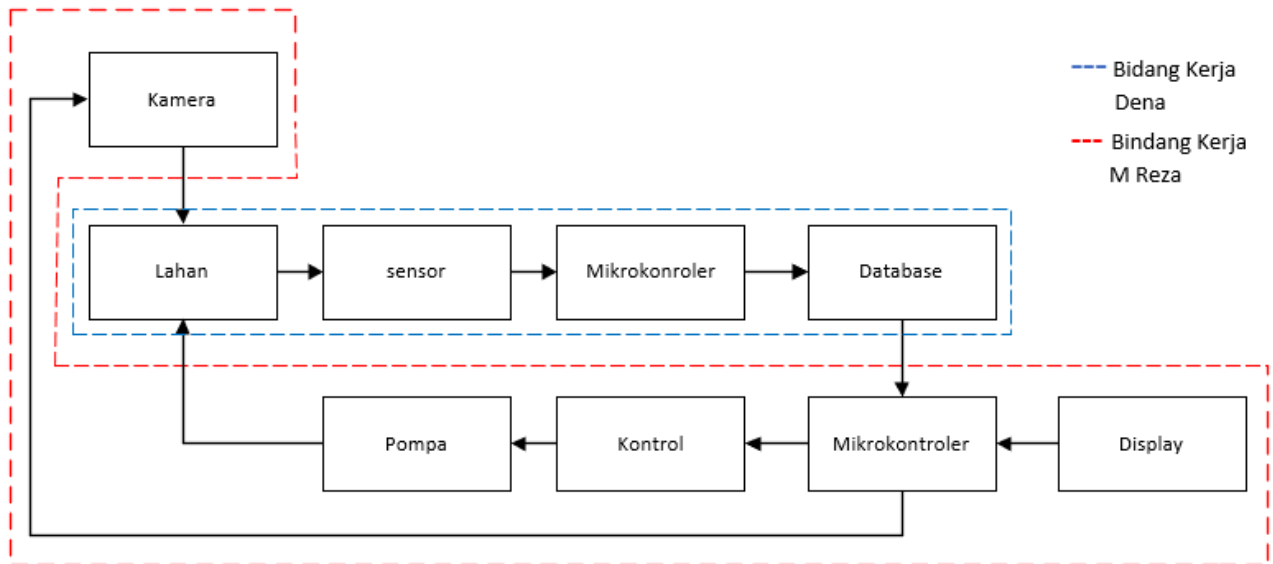 Kamera
Bidang Kerja
Dena
Bindang Kerja
M Reza
Lahan
sensor
Mikrokonroler
Database
Pompa
Kontrol
Mikrokontroler
Display